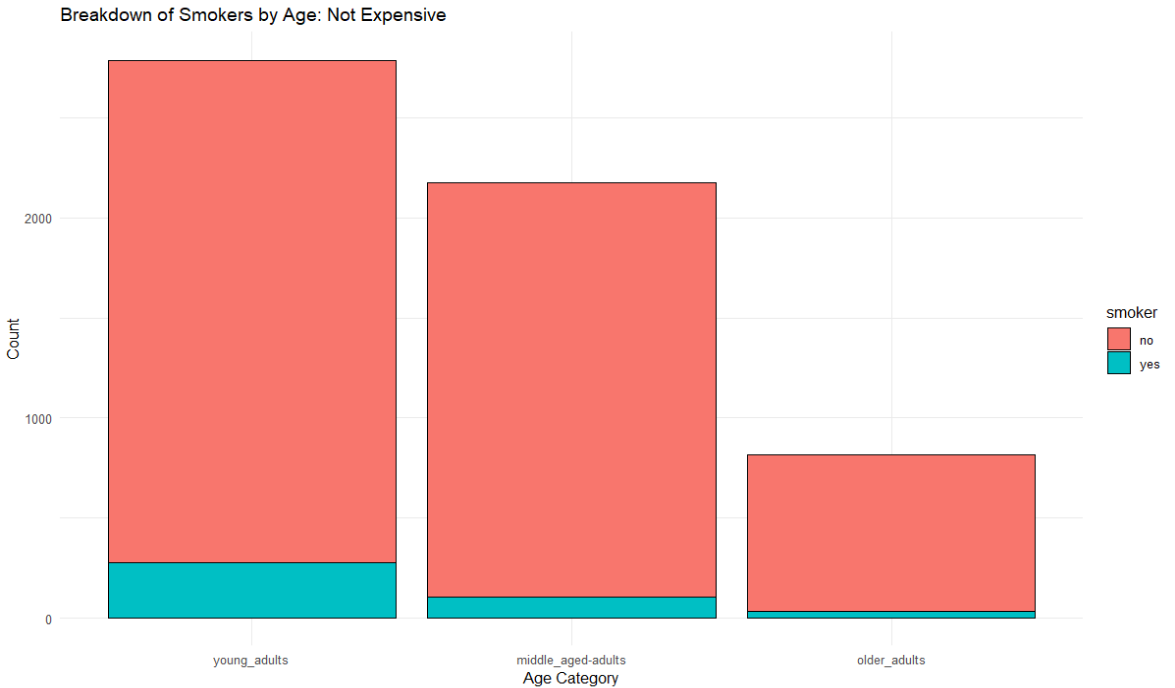 Breakdown of Smokers by Age: Not Expensive
2000
1000
0
Count
young_adults
middle_aged-adults
older_adults
Age Category
smoker
no
yes